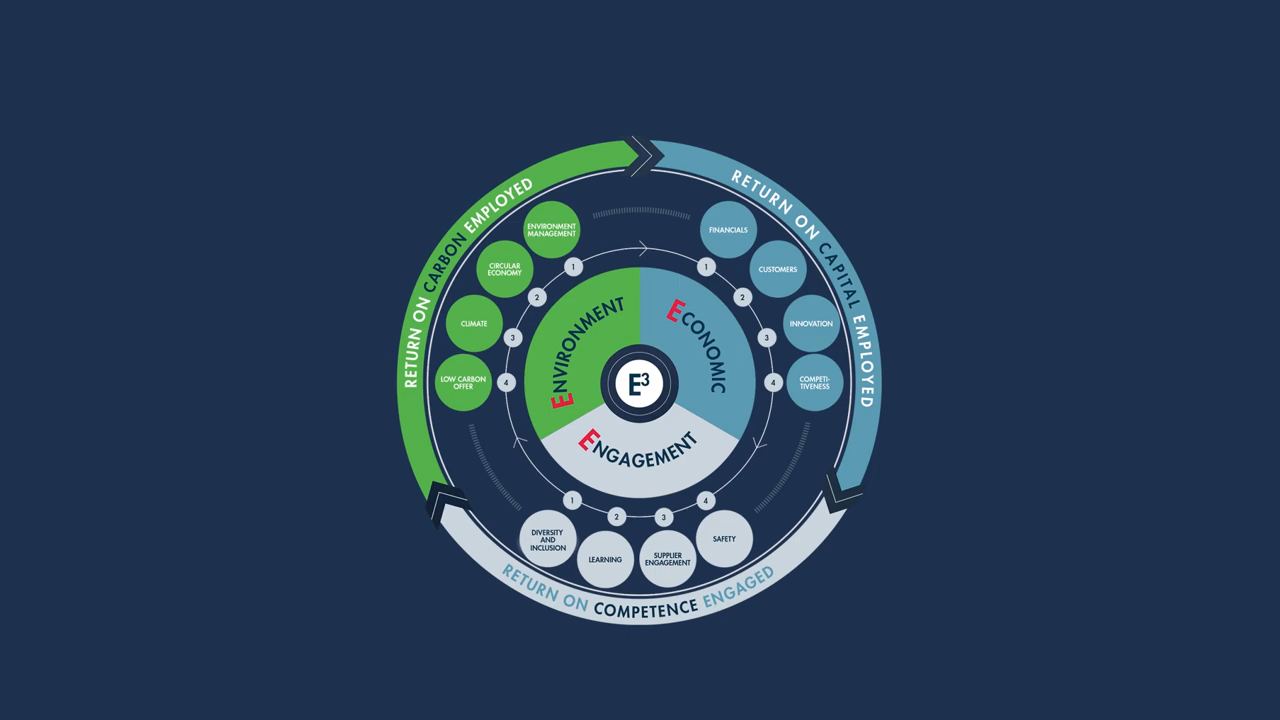 RETURN ON CARBON EMPLOYED
RETURN ON CAPITAL EMPLOYED
RETURN ON COMPETENCE ENGAGED
ENVIRONMENT
MANAGEMENT
1
CIRCULAR
ECONOMY
2
CLIMATE
3
LOW CARBON
OFFER
4
FINANCIALS
1
CUSTOMERS
2
INNOVATION
3
COMPETI-
TIVENESS
4
ENVIRONMENT
ECONOMIC
E³
ENGAGEMENT
1
2
3
4
DIVERSITY
AND
INCLUSION
LEARNING
SUPPLIER
ENGAGEMENT
SAFETY